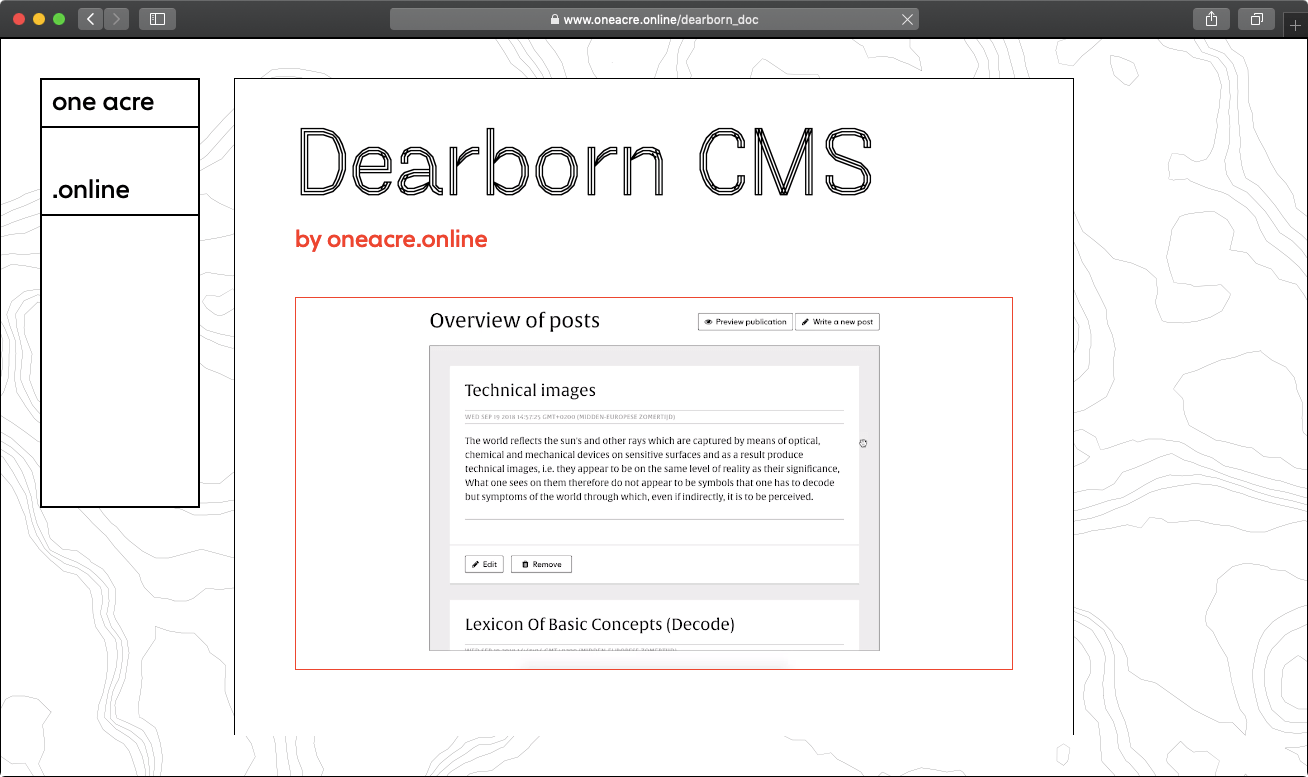 www.oneacre.online/dearborn_doc
one acre
.online
Dearborn CMS
by oneacre.online
Overview of posts
Preview publication
Write a new post
Technical images
WED SEP 19 2018 14:57:25 GMT+0200 (MIDDEN-EUROPESE ZOMERTIJD)
The world reflects the sun's and other rays which are captured by means of optical,
chemical and mechanical devices on sensitive surfaces and as a result produce
technical images, i.e. they appear to be on the same level of reality as their significance,
What one sees on them therefore do not appear to be symbols that one has to decode
but symptoms of the world through which, even if indirectly, it is to be perceived.
Edit
Remove
Lexicon Of Basic Concepts (Decode)